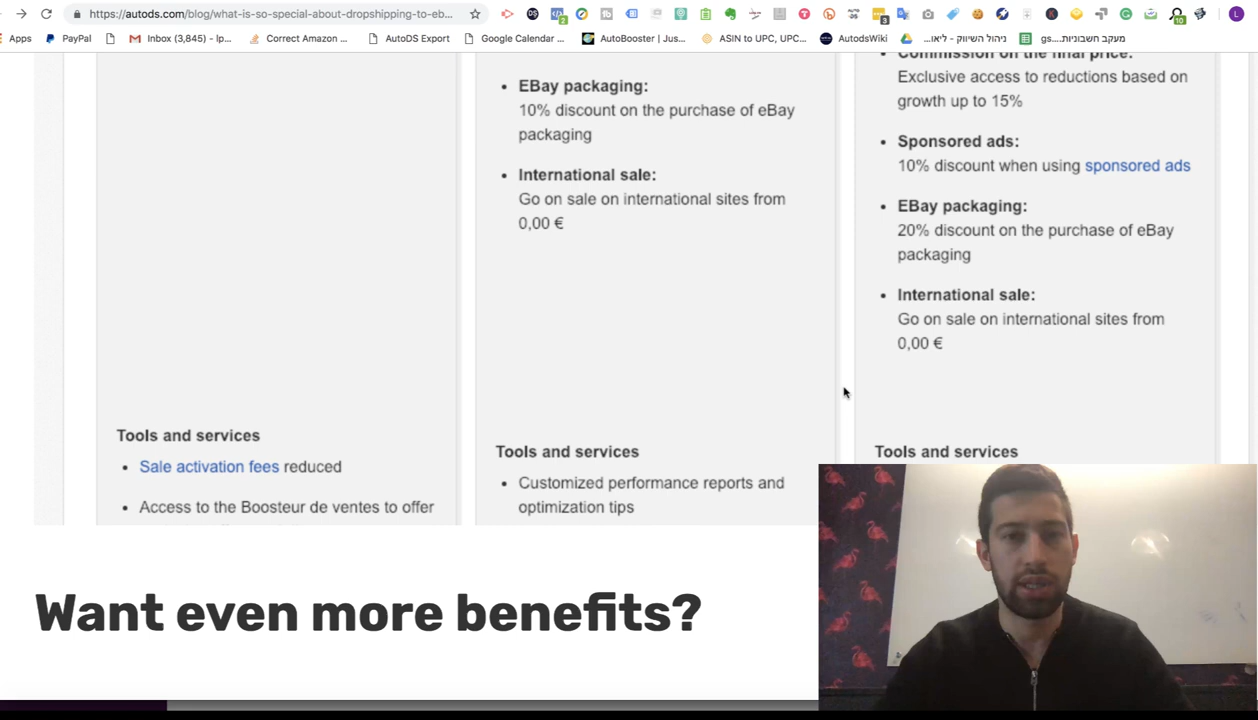 https://autods.com/blog/what-is-so-special-about-dropshipping-to-eb...
Apps
PayPal
Inbox (3,845) - lp...
Correct Amazon ...
AutoDS Export
Google Calendar ...
AutoBooster | Jus...
ASIN to UPC, UPC...
AutodsWiki
ניהול השיווק - ליאו...
מעקב חשבוניות.gs...
EBay packaging:
10% discount on the purchase of eBay
packaging
International sale:
Go on sale on international sites from
0,00 €
Commission on the final price:
Exclusive access to reductions based on
growth up to 15%
Sponsored ads:
10% discount when using sponsored ads
EBay packaging:
20% discount on the purchase of eBay
packaging
International sale:
Go on sale on international sites from
0,00 €
Tools and services
Sale activation fees reduced
Access to the Boosteur de ventes to offer
Tools and services
Customized performance reports and
optimization tips
Tools and services
Want even more benefits?